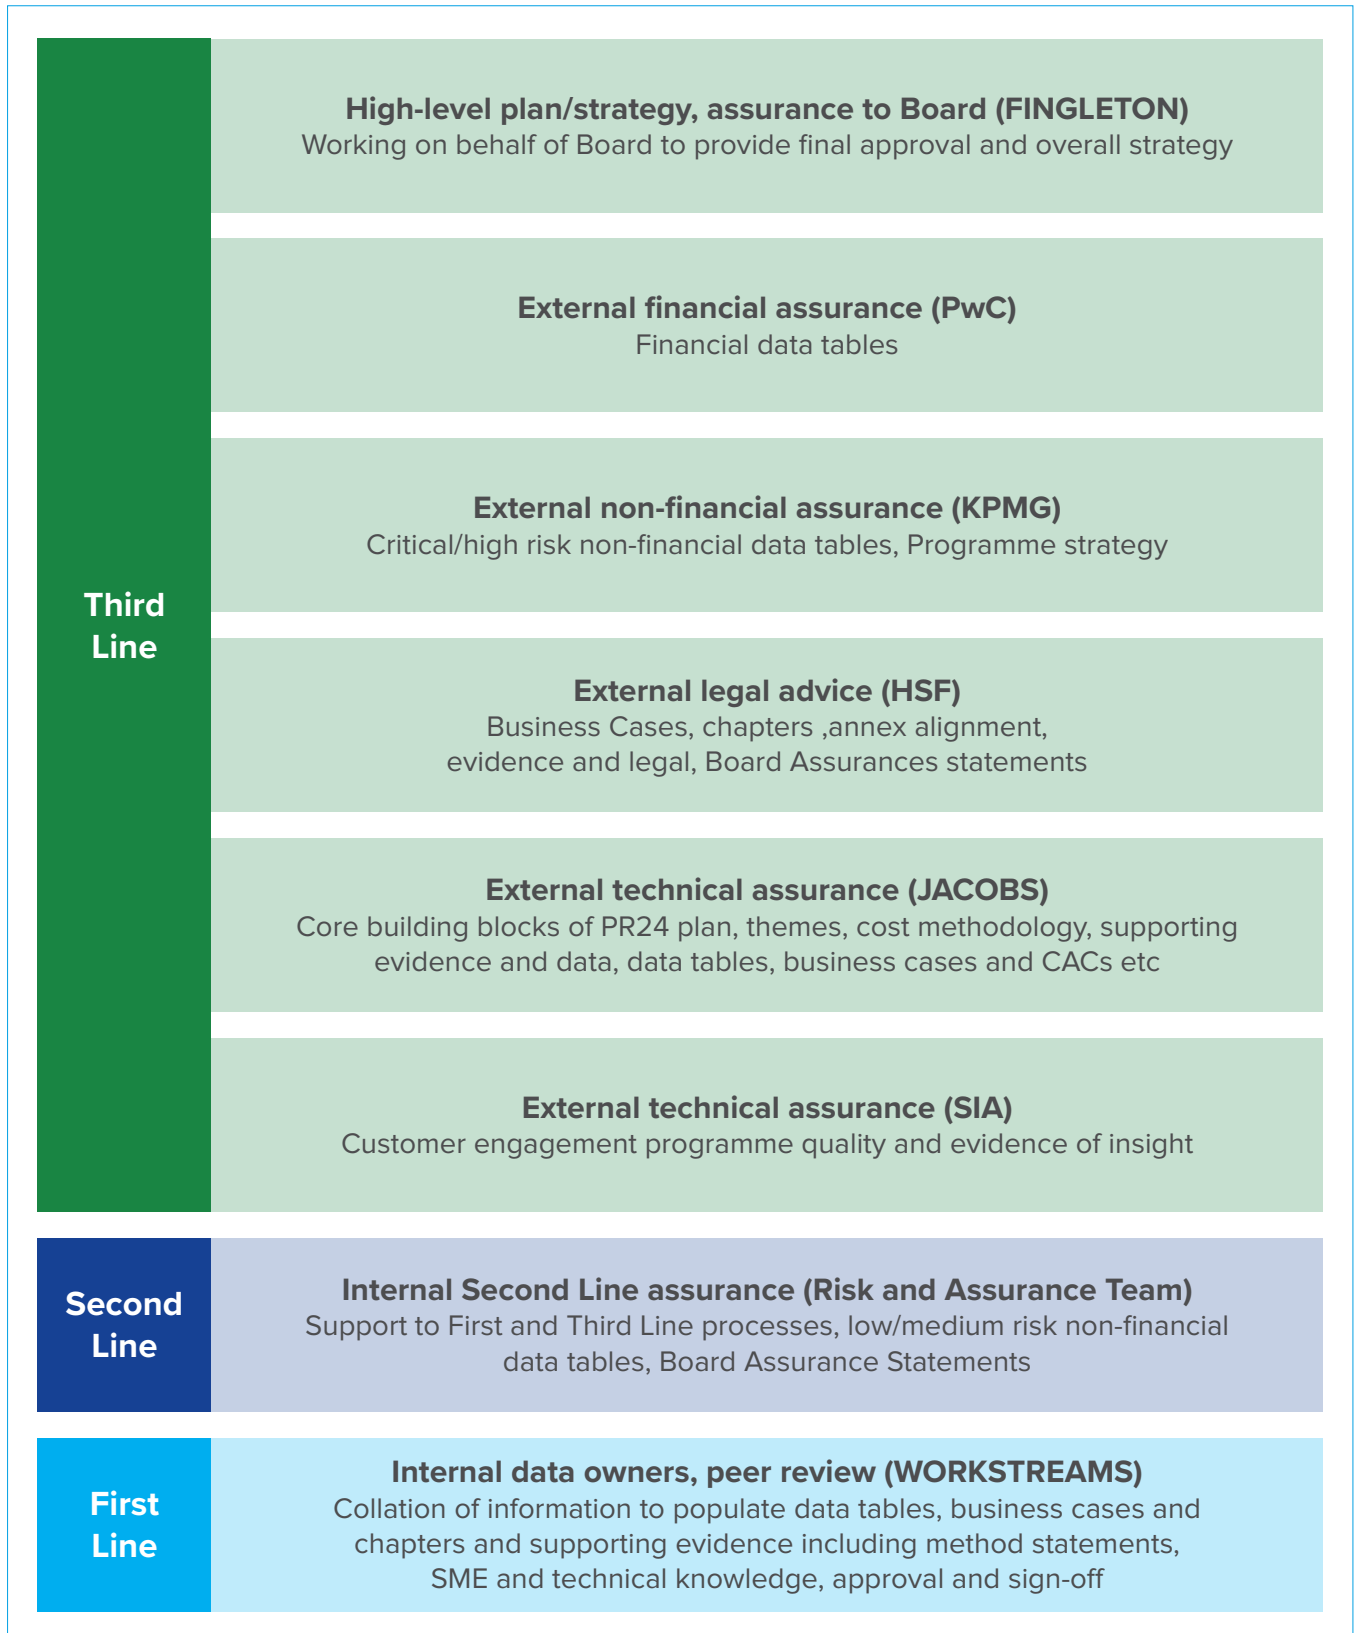 High-level plan/strategy, assurance to Board (FINGLETON)
Working on behalf of Board to provide final approval and overall strategy
External financial assurance (PwC)
Financial data tables
External non-financial assurance (KPMG)
Critical/high risk non-financial data tables, Programme strategy
Third
Line
External legal advice (HSF)
Business Cases, chapters ,annex alignment,
evidence and legal, Board Assurances statements
External technical assurance (JACOBS)
Core building blocks of PR24 plan, themes, cost methodology, supporting
evidence and data, data tables, business cases and CACs etc
External technical assurance (SIA)
Customer engagement programme quality and evidence of insight
Second
Line
Internal Second Line assurance (Risk and Assurance Team)
Support to First and Third Line processes, low/medium risk non-financial
data tables, Board Assurance Statements
First
Line
Internal data owners, peer review (WORKSTREAMS)
Collation of information to populate data tables, business cases and
chapters and supporting evidence including method statements,
SME and technical knowledge, approval and sign-off